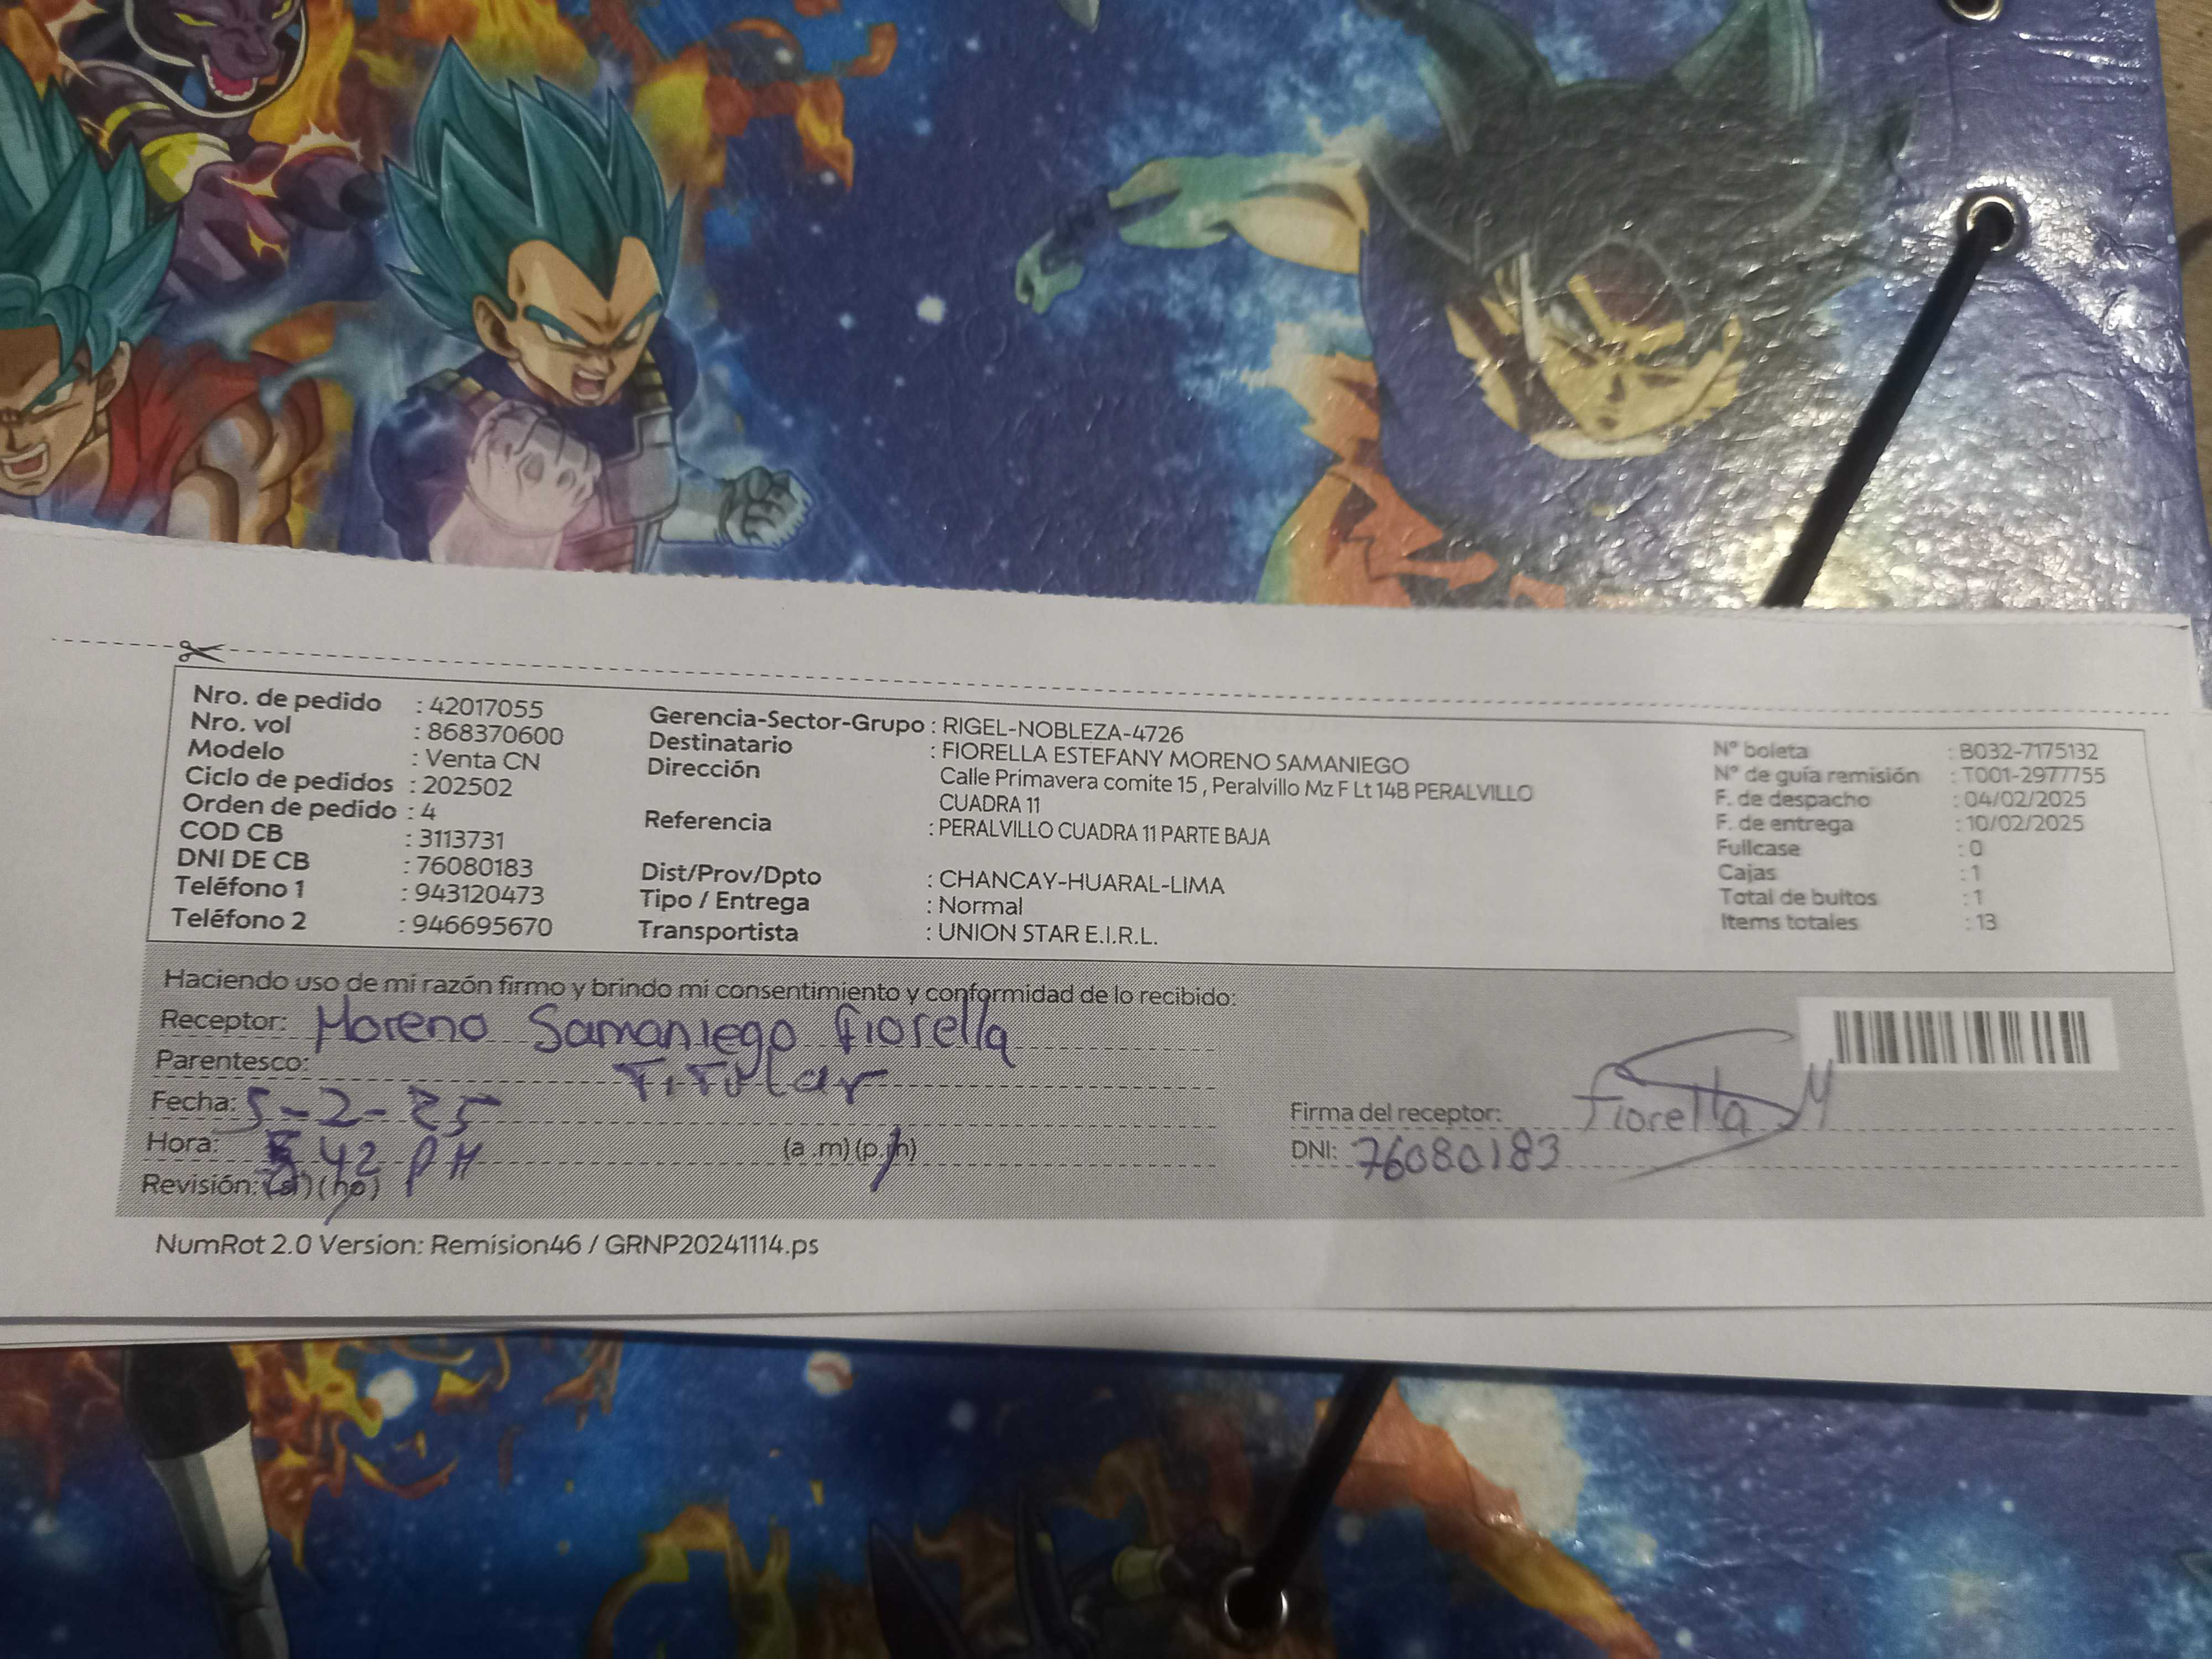 Nro. de pedido : 42017055
Nro. vol : 868370600
Modelo : Venta CN
Ciclo de pedidos : 202502
Orden de pedido : 4
COD CB : 3113731
DNI DE CB : 76080183
Teléfono 1 : 943120473
Teléfono 2 : 946695670
Gerencia-Sector-Grupo : RIGEL-NOBLEZA-4726
Destinatario : FIORELLA ESTEFANY MORENO SAMANIEGO
Dirección Calle Primavera comite 15 , Peralvillo Mz F Lt 14B PERALVILLO
CUADRA 11
Referencia : PERALVILLO CUADRA 11 PARTE BAJA
Dist/Prov/Dpto : CHANCAY-HUARAL-LIMA
Tipo / Entrega : Normal
Transportista : UNION STAR E.I.R.L.
N° boleta : B032-7175132
N° de guía remisión : T001-2977755
F. de despacho : 04/02/2025
F. de entrega : 10/02/2025
Fullcase : 0
Cajas : 1
Total de bultos : 1
Items totales : 13
Haciendo uso de mi razón firmo y brindo mi consentimiento y conformidad de lo recibido:
Receptor: Moreno Samaniego Fiorella
Parentesco: Titular
Fecha: 5-2-25
Hora: 5 42 PM (a.m) (p.m)
Revisión: (si) (no)
Firma del receptor: Fiorella M
DNI: 76080183
NumRot 2.0 Version: Remision46 / GRNP20241114.ps